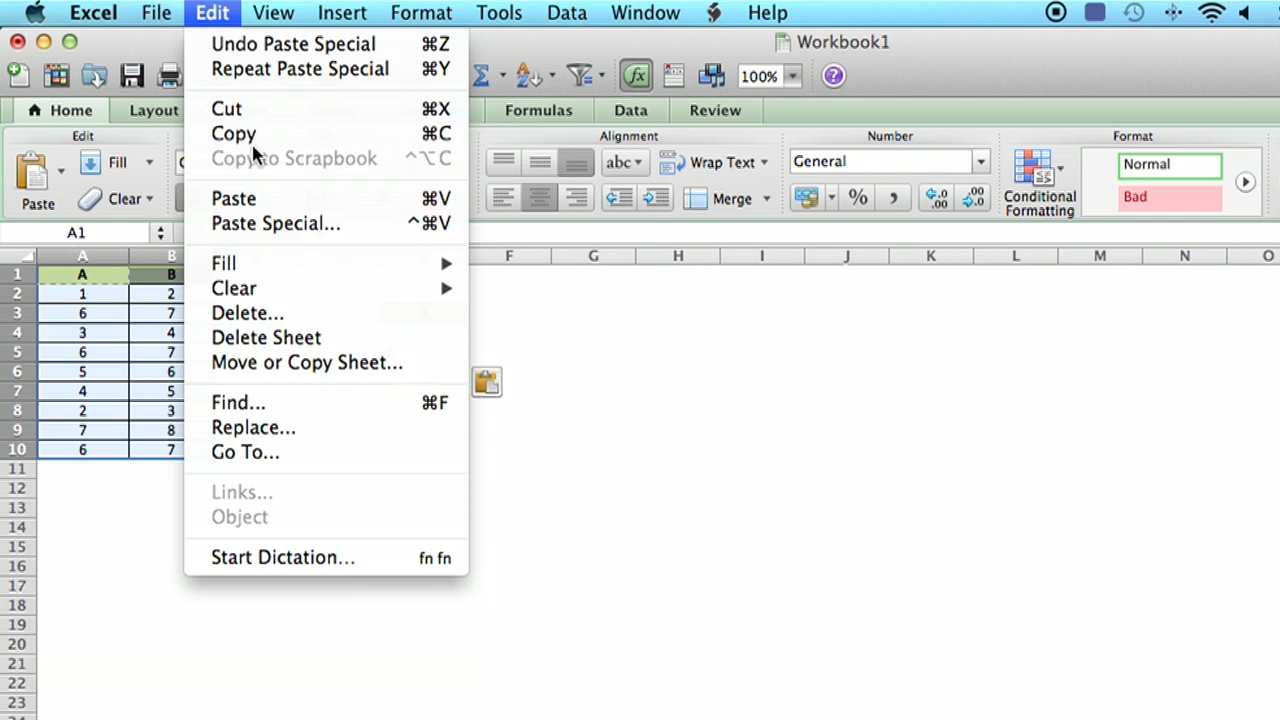 Excel File Edit View Insert Format Tools Data Window Help
Workbook1
100%
Home Layout Formulas Data Review
Edit Alignment Number Format
Paste Fill Clear
abc Wrap Text Merge
General
%
Conditional Formatting
Normal
Bad
A1
fx
A B F G H I J K L M N O
1 A B
2 1 2
3 6 7
4 3 4
5 6 7
6 5 6
7 4 5
8 2 3
9 7 8
10 6 7
11
12
13
14
15
16
17
18
19
20
21
22
23
Undo Paste Special ⌘Z
Repeat Paste Special ⌘Y
Cut ⌘X
Copy ⌘C
Copy to Scrapbook ⌃⌥C
Paste ⌘V
Paste Special... ⌃⌘V
Fill
Clear
Delete...
Delete Sheet
Move or Copy Sheet...
Find... ⌘F
Replace...
Go To...
Links...
Object
Start Dictation... fn fn